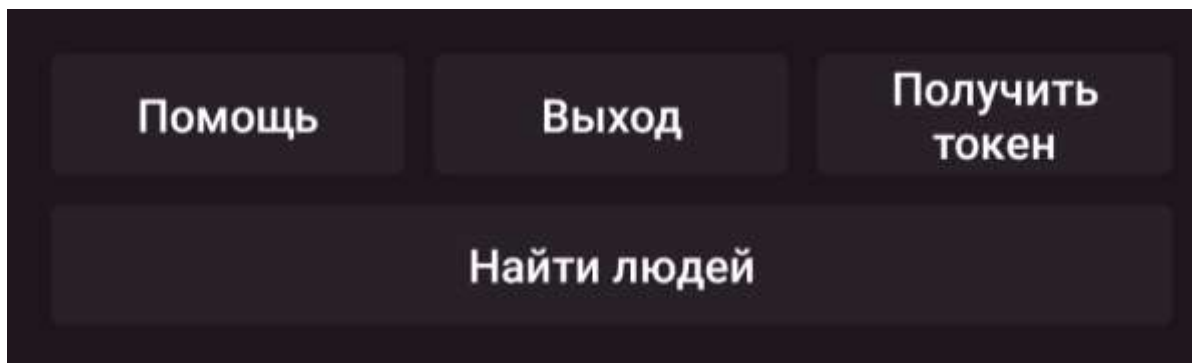 Помощь
Выход
Получить
токен
Найти людей